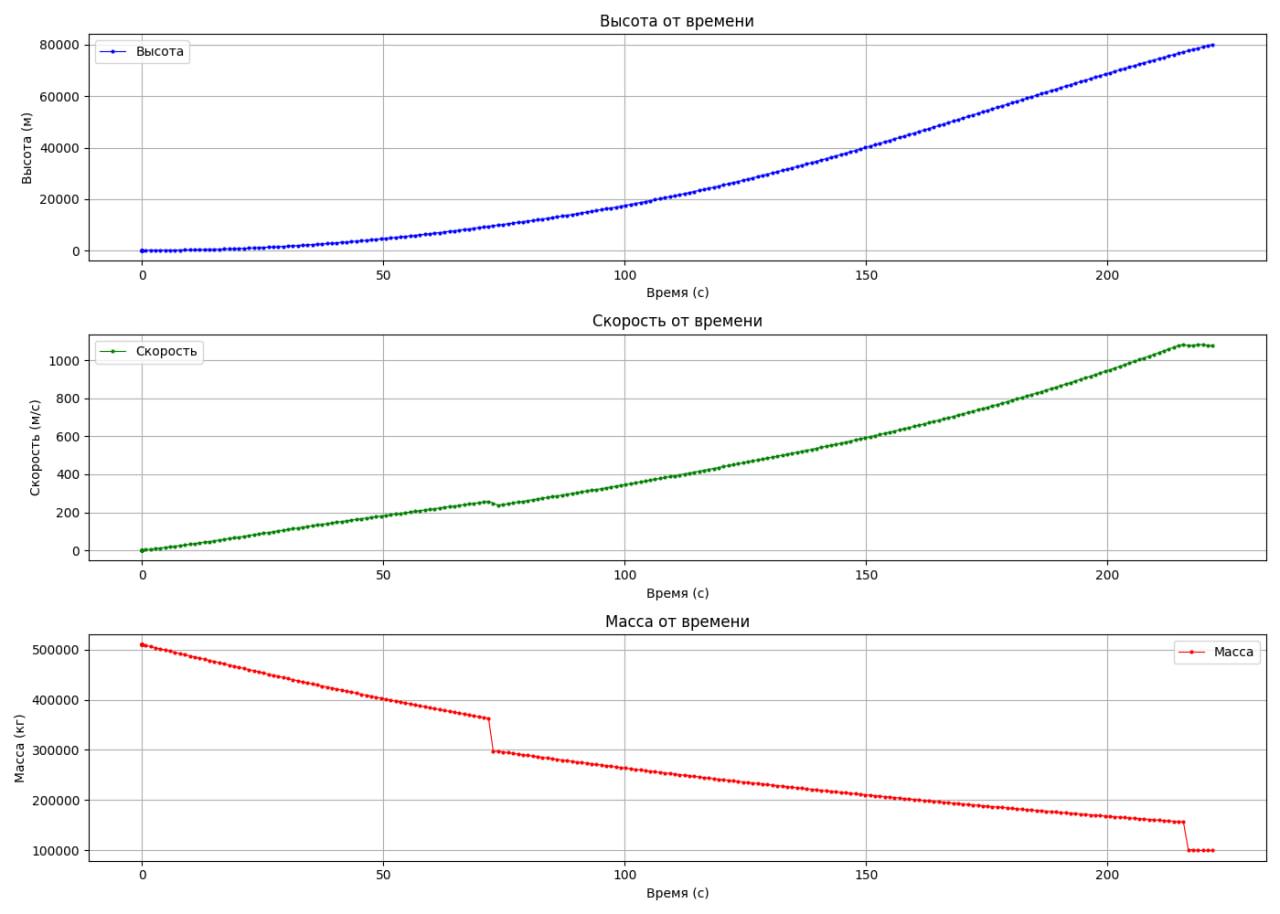 Высота от времени
Высота
80000
60000
40000
20000
0
Высота (м)
0 50 100 150 200
Время (с)
Скорость от времени
Скорость
1000
800
600
400
200
0
Скорость (м/с)
0 50 100 150 200
Время (с)
Масса от времени
Масса
500000
400000
300000
200000
100000
Масса (кг)
0 50 100 150 200
Время (с)